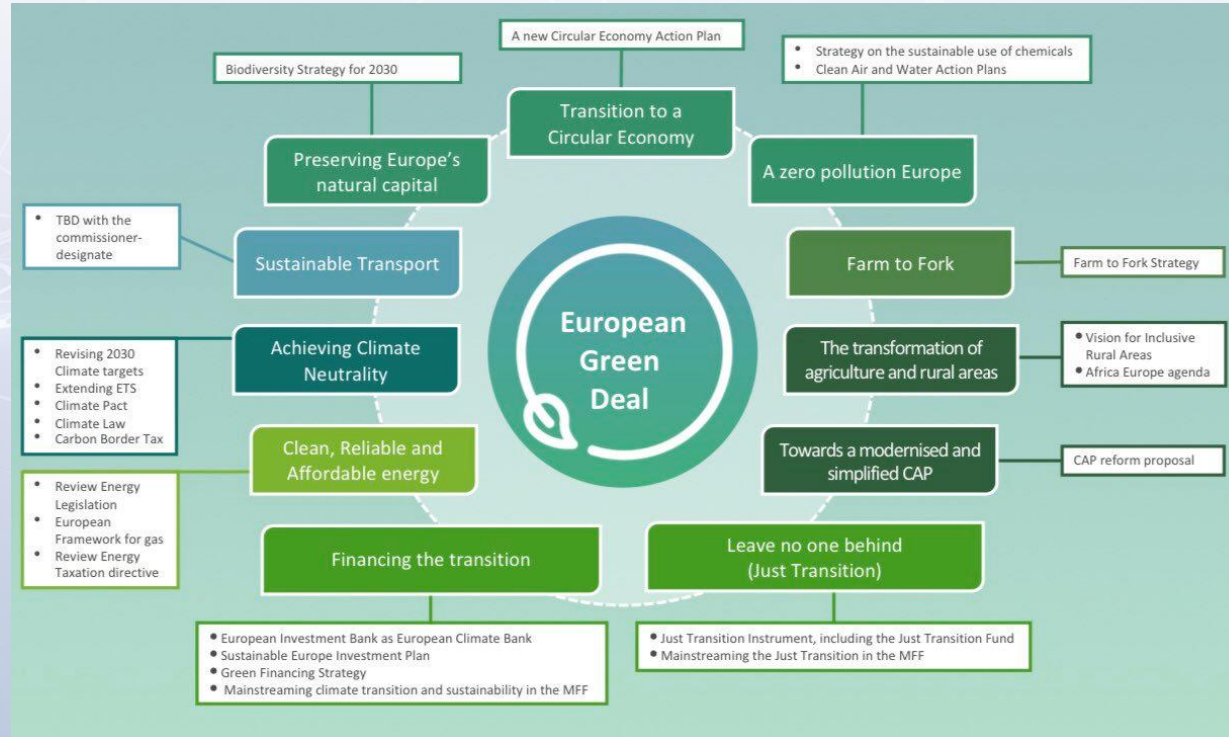 A new Circular Economy Action Plan
• Strategy on the sustainable use of chemicals
• Clean Air and Water Action Plans
Biodiversity Strategy for 2030
Transition to a
Circular Economy
Preserving Europe's
natural capital
A zero pollution Europe
• TBD with the
commissioner-
designate
Sustainable Transport
Farm to Fork
Farm to Fork Strategy
European
Green
Deal
• Revising 2030
Climate targets
• Extending ETS
• Climate Pact
• Climate Law
• Carbon Border Tax
Achieving Climate
Neutrality
The transformation of
agriculture and rural areas
• Vision for Inclusive
Rural Areas
• Africa Europe agenda
Clean, Reliable and
Affordable energy
Towards a modernised and
simplified CAP
CAP reform proposal
• Review Energy
Legislation
• European
Framework for gas
• Review Energy
Taxation directive
Financing the transition
Leave no one behind
(Just Transition)
• European Investment Bank as European Climate Bank
• Sustainable Europe Investment Plan
• Green Financing Strategy
• Mainstreaming climate transition and sustainability in the MFF
• Just Transition Instrument, including the Just Transition Fund
• Mainstreaming the Just Transition in the MFF